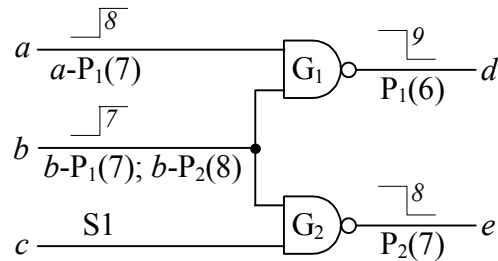 8
9
a
G₁
d
a-P₁(7)
P₁(6)
7
b
b-P₁(7); b-P₂(8)
8
S1
G₂
c
e
P₂(7)